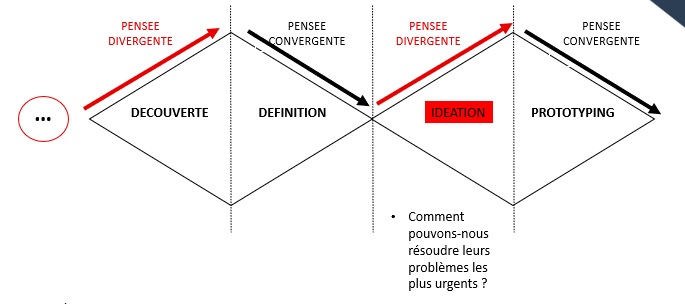 PENSEE
DIVERGENTE
PENSEE
CONVERGENTE
PENSEE
DIVERGENTE
PENSEE
CONVERGENTE
...
DECOUVERTE
DEFINITION
IDEATION
PROTOTYPING
• Comment
pouvons-nous
résoudre leurs
problèmes les
plus urgents ?